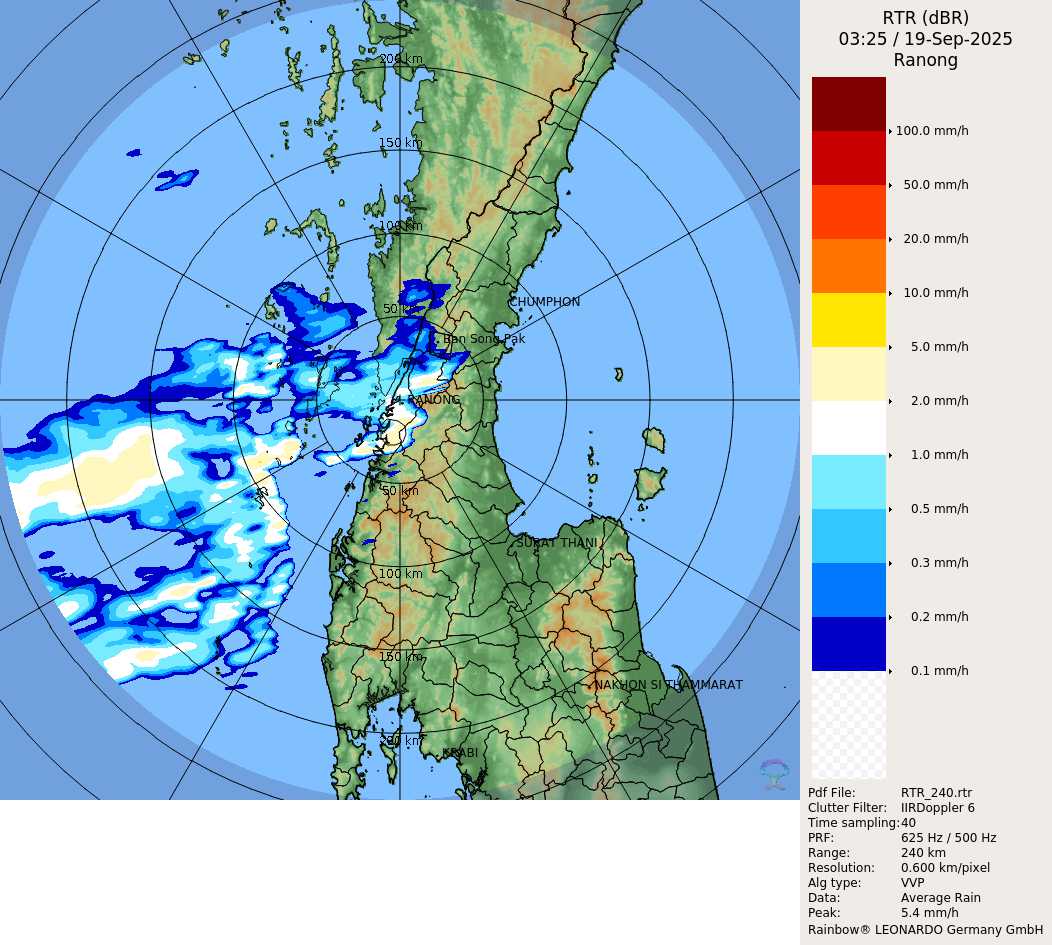 RTR (dBR)
03:25 / 19-Sep-2025
Ranong
200 km
150 km
100 km
50 km
CHUMPHON
Ban Song Pak
RANONG
50 km
SURAT THANI
100 km
150 km
NAKHON SI THAMMARAT
200 km
KRABI
100.0 mm/h
50.0 mm/h
20.0 mm/h
10.0 mm/h
5.0 mm/h
2.0 mm/h
1.0 mm/h
0.5 mm/h
0.3 mm/h
0.2 mm/h
0.1 mm/h
Pdf File: RTR_240.rtr
Clutter Filter: IIRDoppler 6
Time sampling: 40
PRF: 625 Hz / 500 Hz
Range: 240 km
Resolution: 0.600 km/pixel
Alg type: VVP
Data: Average Rain
Peak: 5.4 mm/h
Rainbow® LEONARDO Germany GmbH